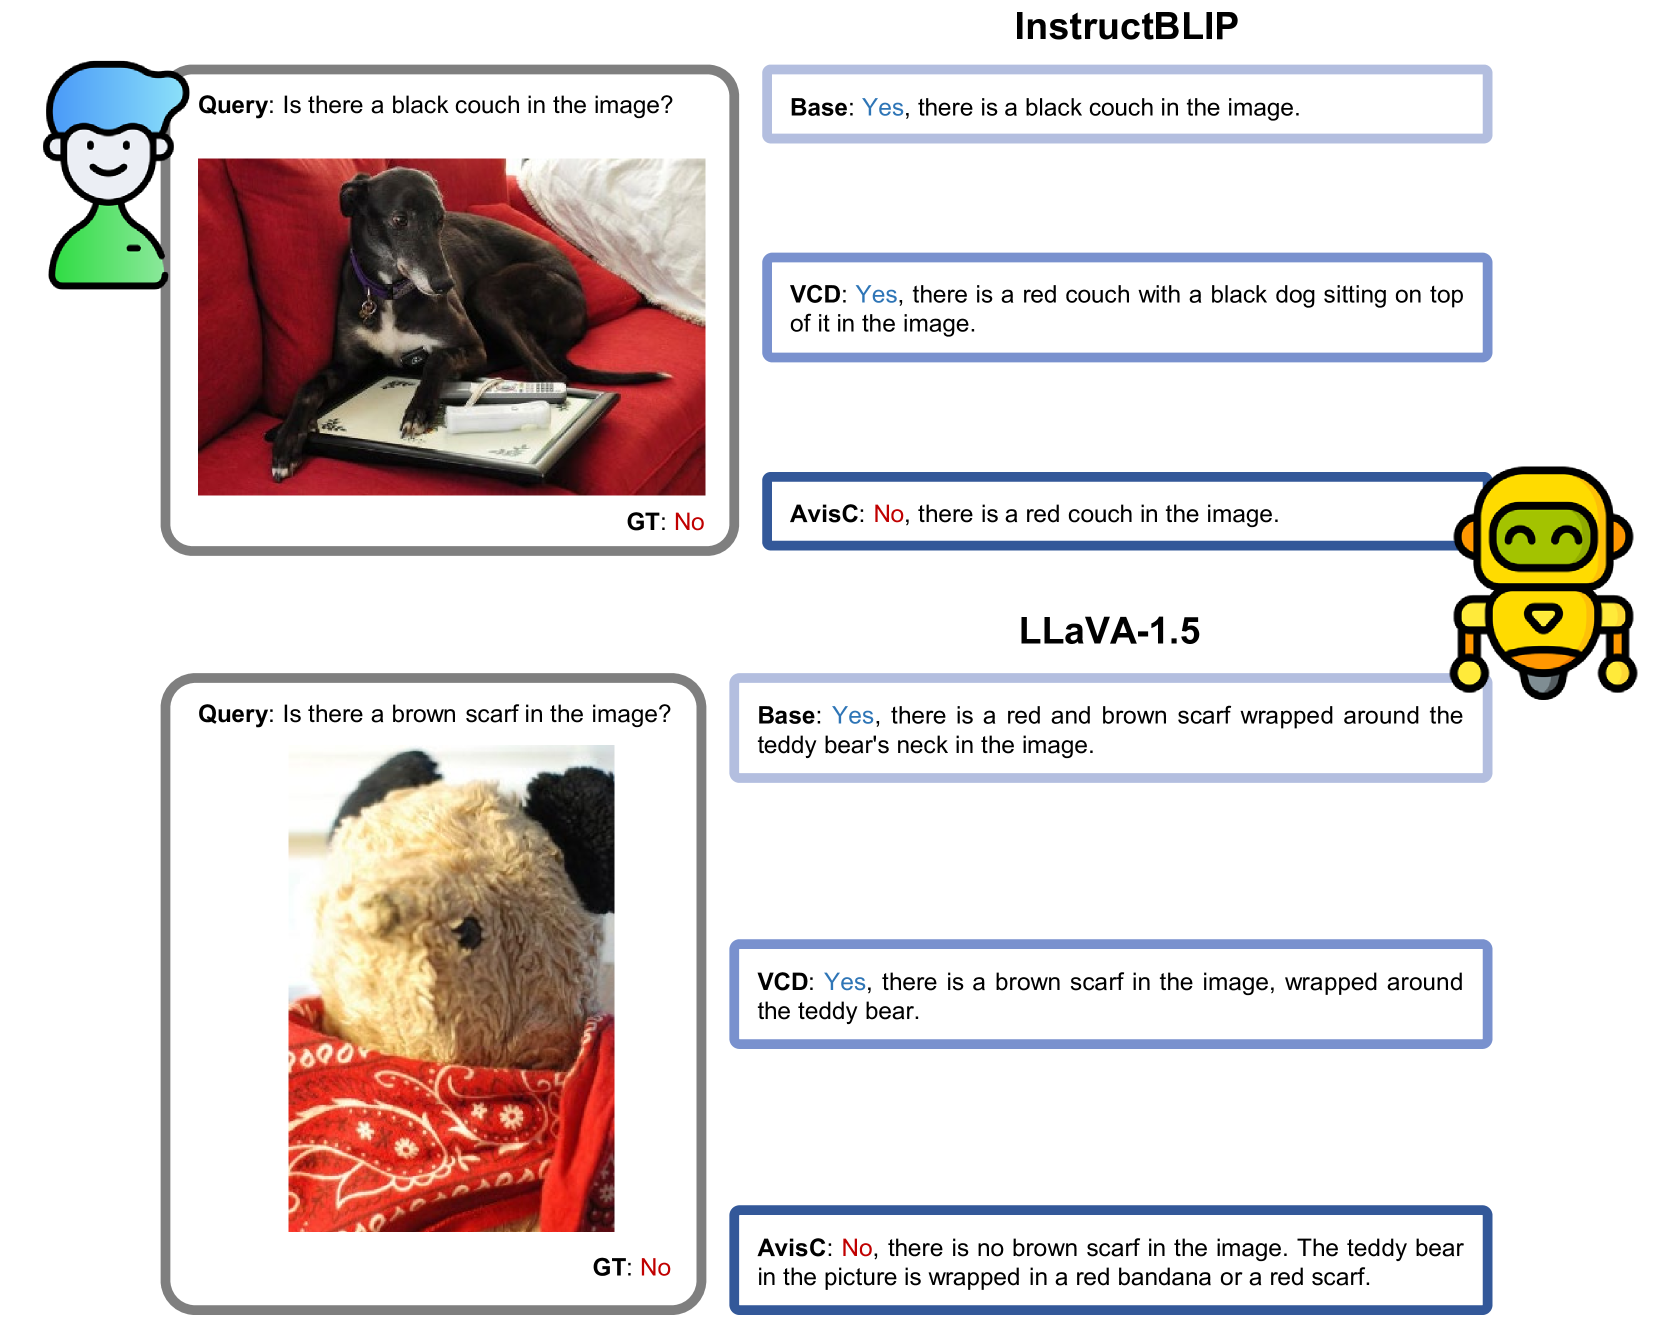 InstructBLIP
Query: Is there a black couch in the image?
GT: No
Base: Yes, there is a black couch in the image.
VCD: Yes, there is a red couch with a black dog sitting on top
of it in the image.
AvisC: No, there is a red couch in the image.
LLaVA-1.5
Query: Is there a brown scarf in the image?
GT: No
Base: Yes, there is a red and brown scarf wrapped around the
teddy bear's neck in the image.
VCD: Yes, there is a brown scarf in the image, wrapped around
the teddy bear.
AvisC: No, there is no brown scarf in the image. The teddy bear
in the picture is wrapped in a red bandana or a red scarf.